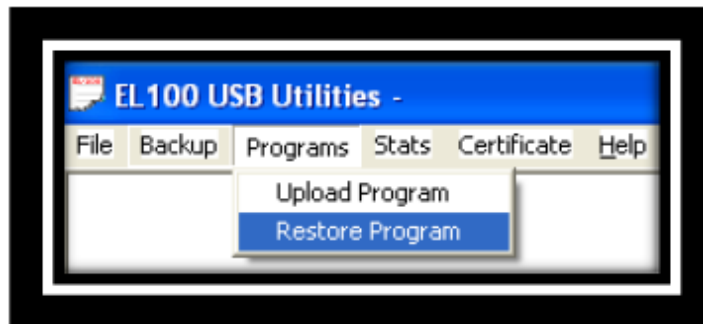 EL100 USB Utilities -
File Backup Programs Stats Certificate Help
Upload Program
Restore Program